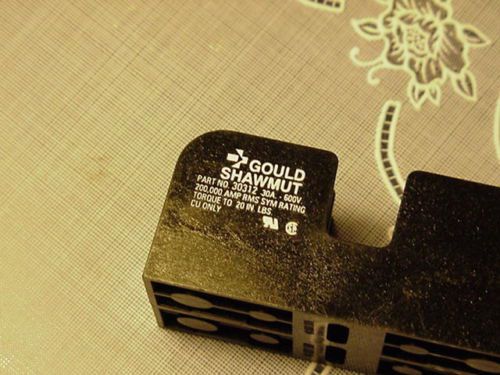 GOULD
SHAWMUT
PART NO. 30312 30A. - 600V.
200,000 AMP RMS SYM RATING
TORQUE TO 20 IN. LBS.
CU ONLY